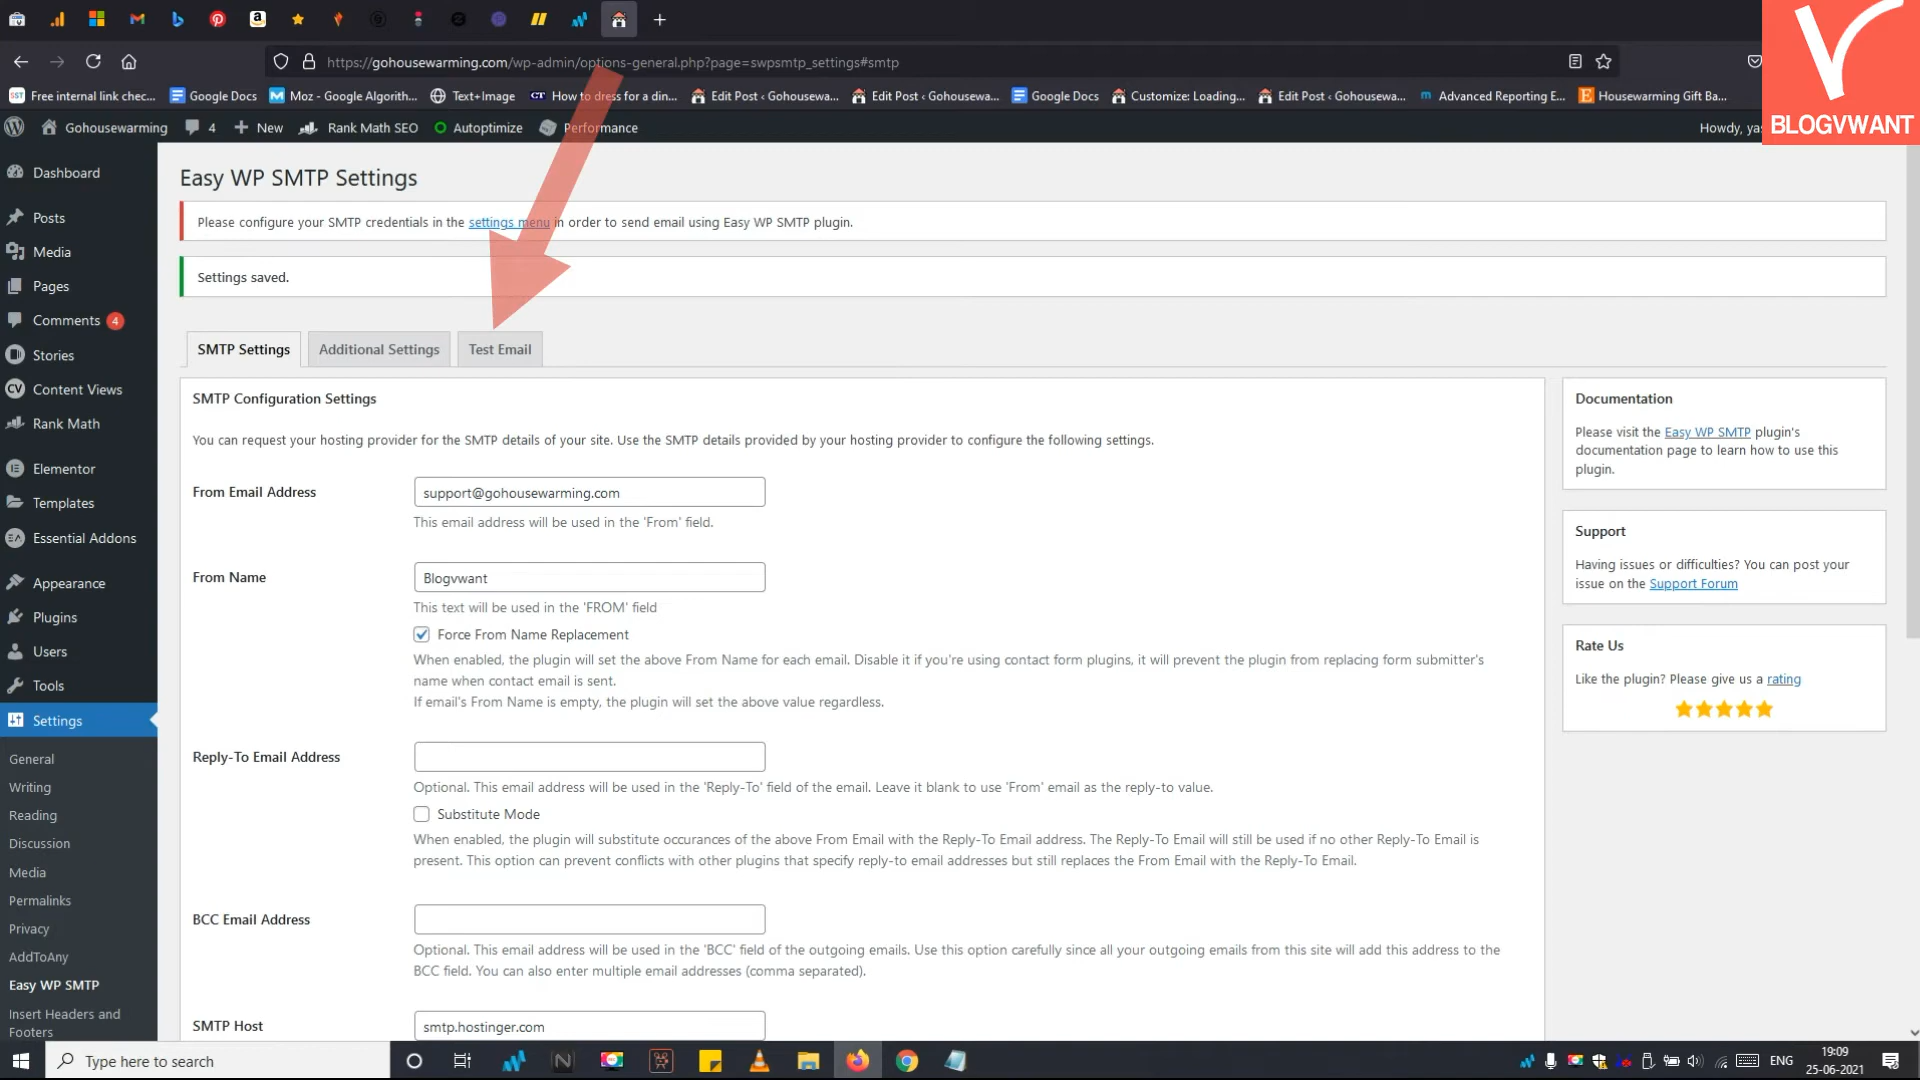 https://gohousewarming.com/wp-admin/options-general.php?page=swpsmtp_settings#smtp
SST Free internal link chec... Google Docs Moz - Google Algorith... Text+Image CT How to dress for a din... Edit Post ‹ Gohousewa... Edit Post ‹ Gohousewa... Google Docs Customize: Loading... Edit Post ‹ Gohousewa... m Advanced Reporting E... E Housewarming Gift Ba...
BLOGVWANT
Gohousewarming 4 New Rank Math SEO Autoptimize Performance Howdy, yas
Dashboard
Posts
Media
Pages
Comments 4
Stories
CV Content Views
Rank Math
Elementor
Templates
EA Essential Addons
Appearance
Plugins
Users
Tools
Settings
General
Writing
Reading
Discussion
Media
Permalinks
Privacy
AddToAny
Easy WP SMTP
Insert Headers and
Footers
Easy WP SMTP Settings
Please configure your SMTP credentials in the settings menu in order to send email using Easy WP SMTP plugin.
Settings saved.
SMTP Settings Additional Settings Test Email
SMTP Configuration Settings
You can request your hosting provider for the SMTP details of your site. Use the SMTP details provided by your hosting provider to configure the following settings.
From Email Address support@gohousewarming.com
This email address will be used in the 'From' field.
From Name Blogvwant
This text will be used in the 'FROM' field
Force From Name Replacement
When enabled, the plugin will set the above From Name for each email. Disable it if you're using contact form plugins, it will prevent the plugin from replacing form submitter's
name when contact email is sent.
If email's From Name is empty, the plugin will set the above value regardless.
Reply-To Email Address
Optional. This email address will be used in the 'Reply-To' field of the email. Leave it blank to use 'From' email as the reply-to value.
Substitute Mode
When enabled, the plugin will substitute occurances of the above From Email with the Reply-To Email address. The Reply-To Email will still be used if no other Reply-To Email is
present. This option can prevent conflicts with other plugins that specify reply-to email addresses but still replaces the From Email with the Reply-To Email.
BCC Email Address
Optional. This email address will be used in the 'BCC' field of the outgoing emails. Use this option carefully since all your outgoing emails from this site will add this address to the
BCC field. You can also enter multiple email addresses (comma separated).
SMTP Host smtp.hostinger.com
Documentation
Please visit the Easy WP SMTP plugin's
documentation page to learn how to use this
plugin.
Support
Having issues or difficulties? You can post your
issue on the Support Forum
Rate Us
Like the plugin? Please give us a rating
Type here to search
ENG
19:09
25-06-2021